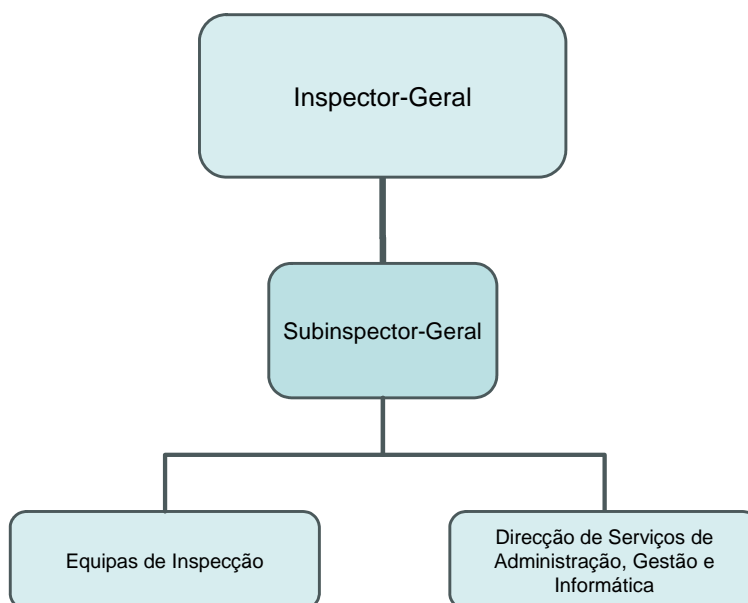 Inspector-Geral
Subinspector-Geral
Equipas de Inspecção
Direcção de Serviços de
Administração, Gestão e
Informática